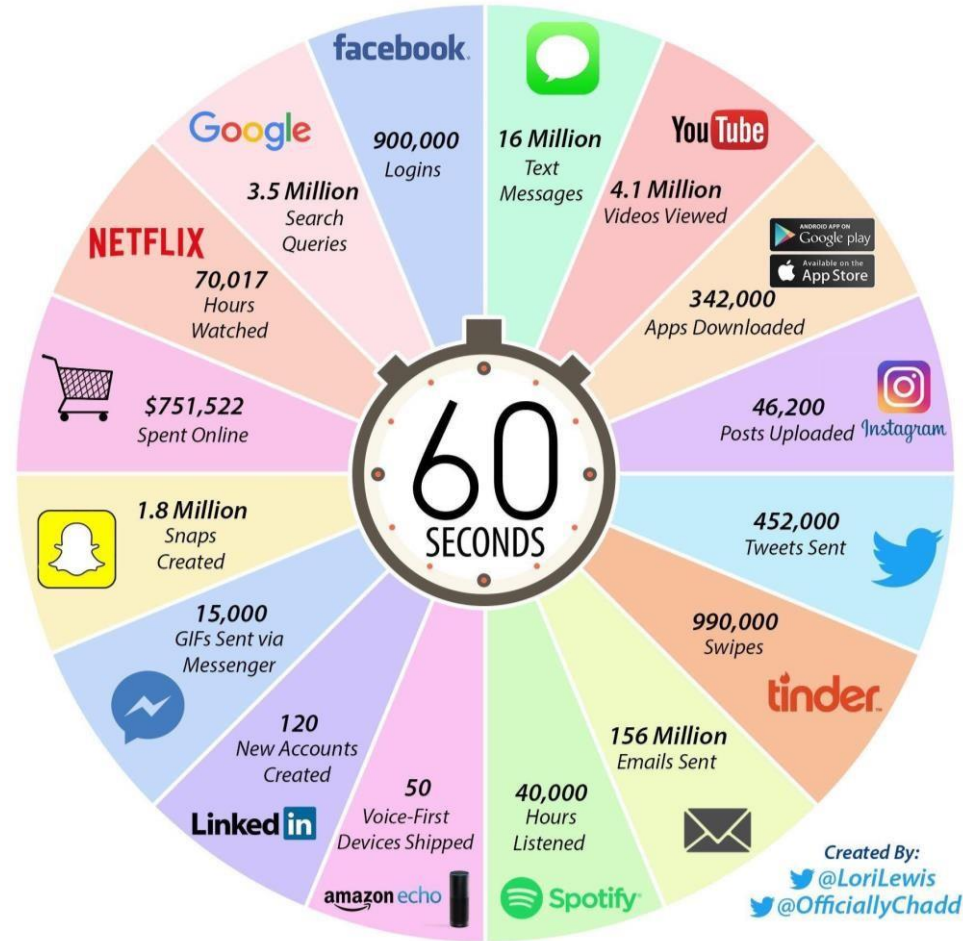 facebook.
900,000
Logins
16 Million
Text
Messages
YouTube
4.1 Million
Videos Viewed
ANDROID APP ON
Google play
Available on the
App Store
342,000
Apps Downloaded
46,200
Posts Uploaded
Instagram
452,000
Tweets Sent
990,000
Swipes
tinder
156 Million
Emails Sent
40,000
Hours
Listened
Spotify
50
Voice-First
Devices Shipped
amazon echo
120
New Accounts
Created
Linked in
15,000
GIFs Sent via
Messenger
1.8 Million
Snaps
Created
$751,522
Spent Online
NETFLIX
70,017
Hours
Watched
Google
3.5 Million
Search
Queries
60
SECONDS
Created By:
@LoriLewis
@OfficiallyChadd